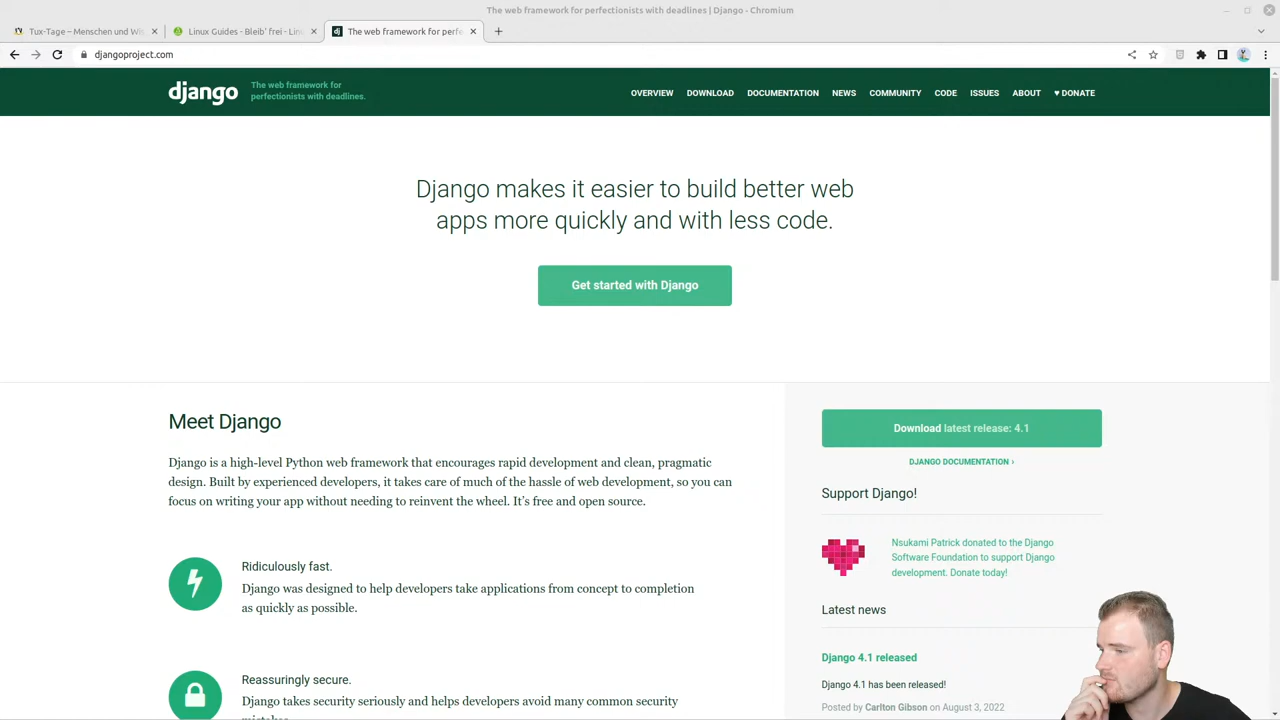 The web framework for perfectionists with deadlines | Django - Chromium
Tux-Tage – Menschen und Wi
Linux Guides - Bleib' frei - Lin
The web framework for perfe
djangoproject.com
django
The web framework for
perfectionists with deadlines.
OVERVIEW DOWNLOAD DOCUMENTATION NEWS COMMUNITY CODE ISSUES ABOUT ♥ DONATE
Django makes it easier to build better web
apps more quickly and with less code.
Get started with Django
Meet Django
Django is a high-level Python web framework that encourages rapid development and clean, pragmatic
design. Built by experienced developers, it takes care of much of the hassle of web development, so you can
focus on writing your app without needing to reinvent the wheel. It’s free and open source.
Ridiculously fast.
Django was designed to help developers take applications from concept to completion
as quickly as possible.
Reassuringly secure.
Django takes security seriously and helps developers avoid many common security
Download latest release: 4.1
DJANGO DOCUMENTATION ›
Support Django!
Nsukami Patrick donated to the Django
Software Foundation to support Django
development. Donate today!
Latest news
Django 4.1 released
Django 4.1 has been released!
Posted by Carlton Gibson on August 3, 2022